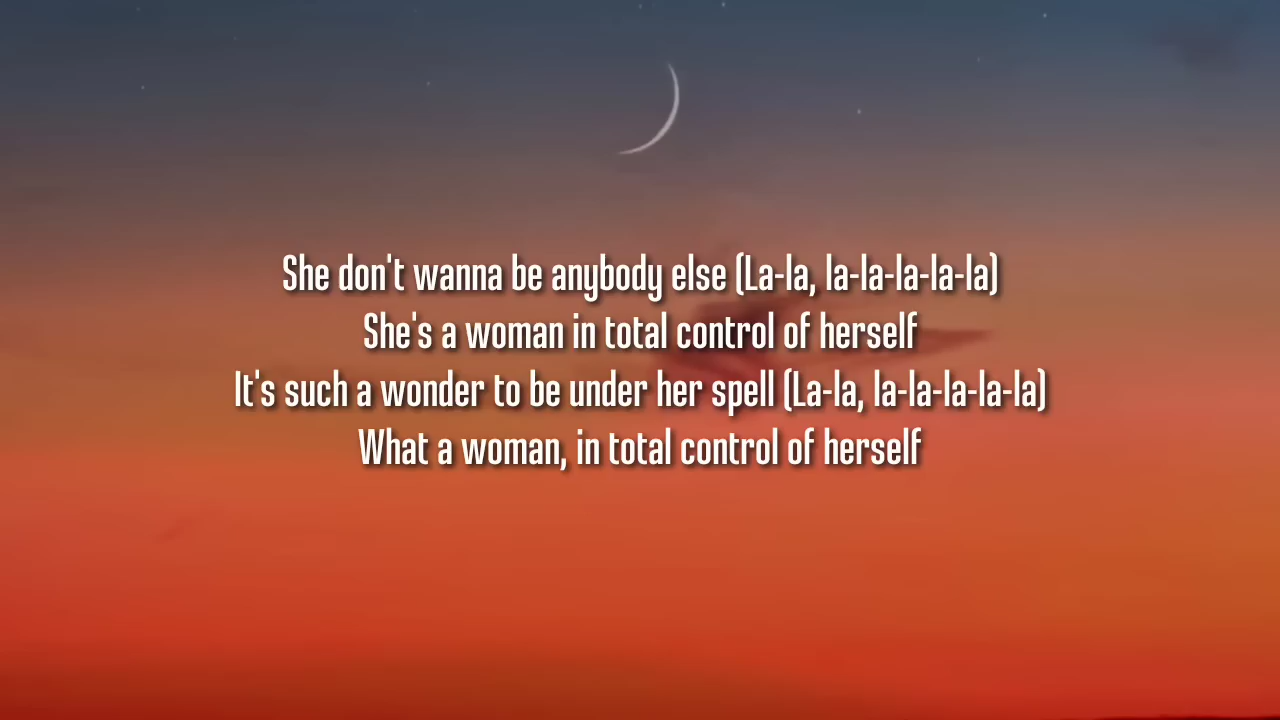 She don't wanna be anybody else (La-la, la-la-la-la-la)
She's a woman in total control of herself
It's such a wonder to be under her spell (La-la, la-la-la-la-la)
What a woman, in total control of herself